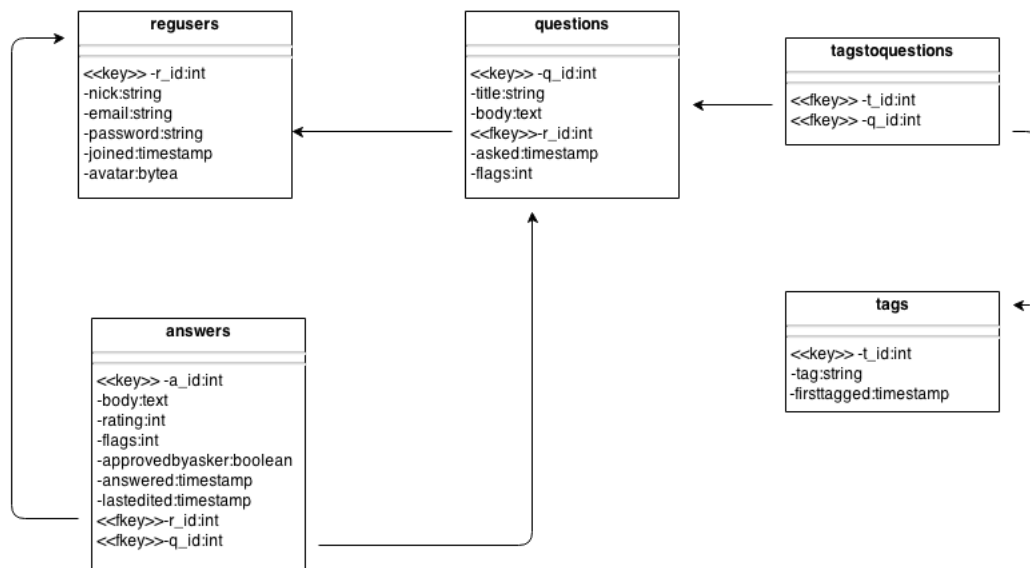 regusers
<<key>> -r_id:int
-nick:string
-email:string
-password:string
-joined:timestamp
-avatar:bytea
questions
<<key>> -q_id:int
-title:string
-body:text
<<fkey>>-r_id:int
-asked:timestamp
-flags:int
tagstoquestions
<<fkey>> -t_id:int
<<fkey>> -q_id:int
answers
<<key>> -a_id:int
-body:text
-rating:int
-flags:int
-approvedbyasker:boolean
-answered:timestamp
-lastedited:timestamp
<<fkey>>-r_id:int
<<fkey>>-q_id:int
tags
<<key>> -t_id:int
-tag:string
-firsttagged:timestamp